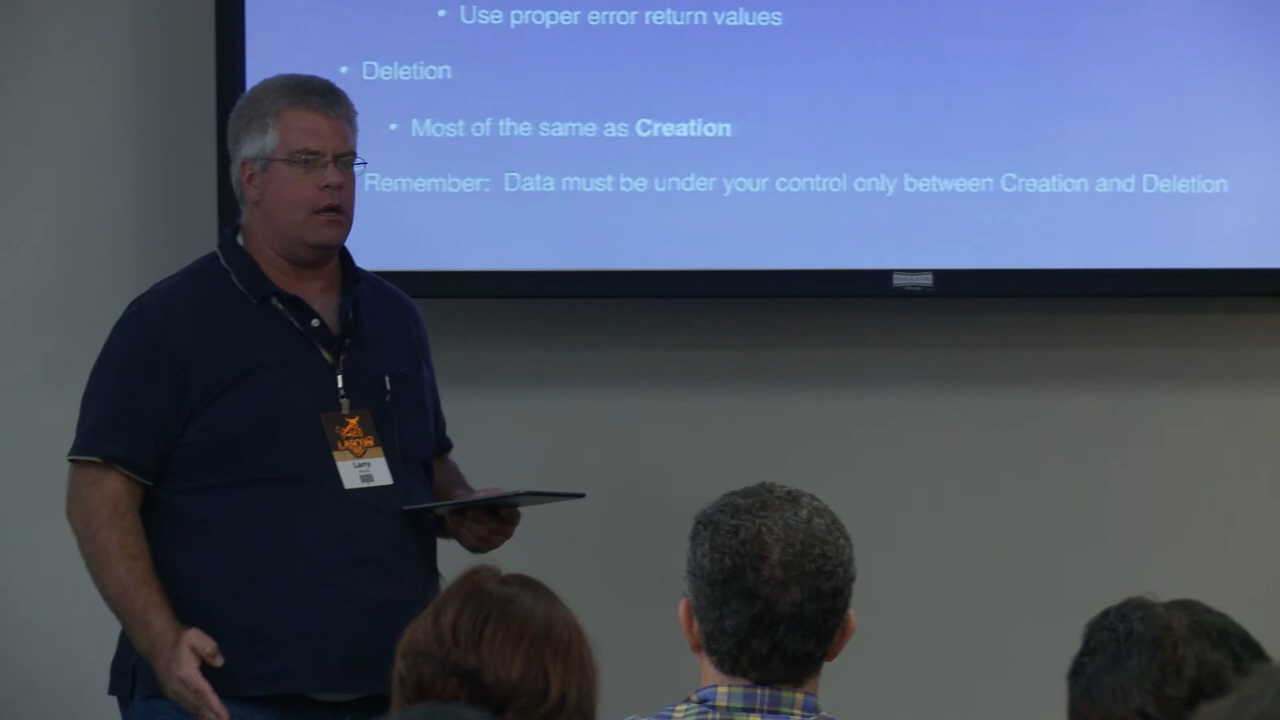 • Use proper error return values
• Deletion
• Most of the same as Creation
Remember: Data must be under your control only between Creation and Deletion
LASCON
Larry